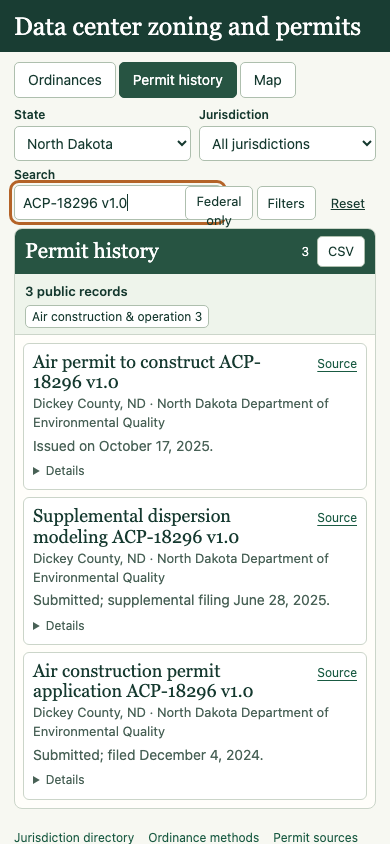 Data center zoning and permits
Ordinances
Permit history
Map
State
Jurisdiction
North Dakota
All jurisdictions
Search
ACP-18296 v1.0
Federal
only
Filters
Reset
Permit history
3
CSV
3 public records
Air construction & operation 3
Air permit to construct ACP-
18296 v1.0
Source
Dickey County, ND · North Dakota Department of
Environmental Quality
Issued on October 17, 2025.
Details
Supplemental dispersion
modeling ACP-18296 v1.0
Source
Dickey County, ND · North Dakota Department of
Environmental Quality
Submitted; supplemental filing June 28, 2025.
Details
Air construction permit
application ACP-18296 v1.0
Source
Dickey County, ND · North Dakota Department of
Environmental Quality
Submitted; filed December 4, 2024.
Details
Jurisdiction directory
Ordinance methods
Permit sources